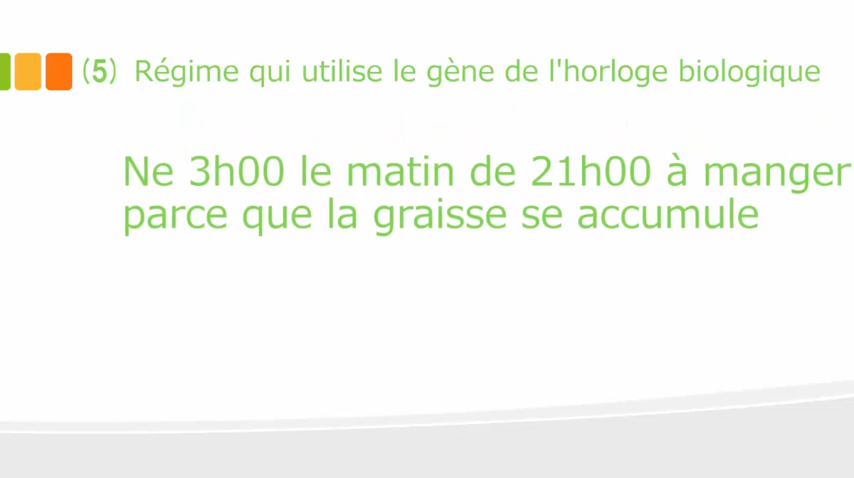 (5) Régime qui utilise le gène de l'horloge biologique
Ne 3h00 le matin de 21h00 à manger
parce que la graisse se accumule